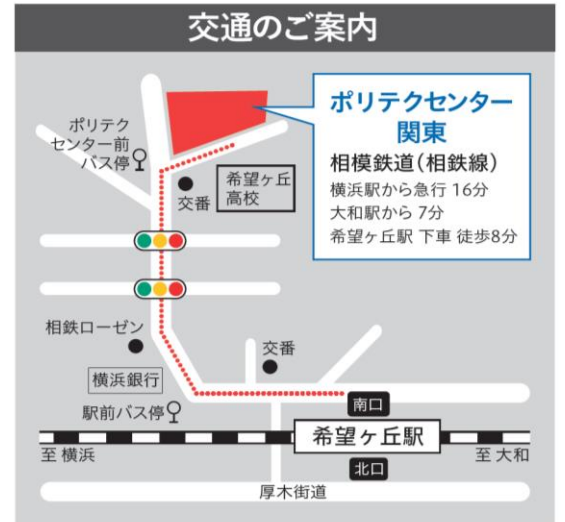 交通のご案内
ポリテクセンター
関東
相模鉄道(相鉄線)
横浜駅から急行 16分
大和駅から 7分
希望ヶ丘駅 下車 徒歩8分
ポリテク
センター前
バス停
交番
希望ヶ丘
高校
相鉄ローゼン
交番
横浜銀行
駅前バス停
南口
希望ヶ丘駅
至 横浜
至 大和
北口
厚木街道